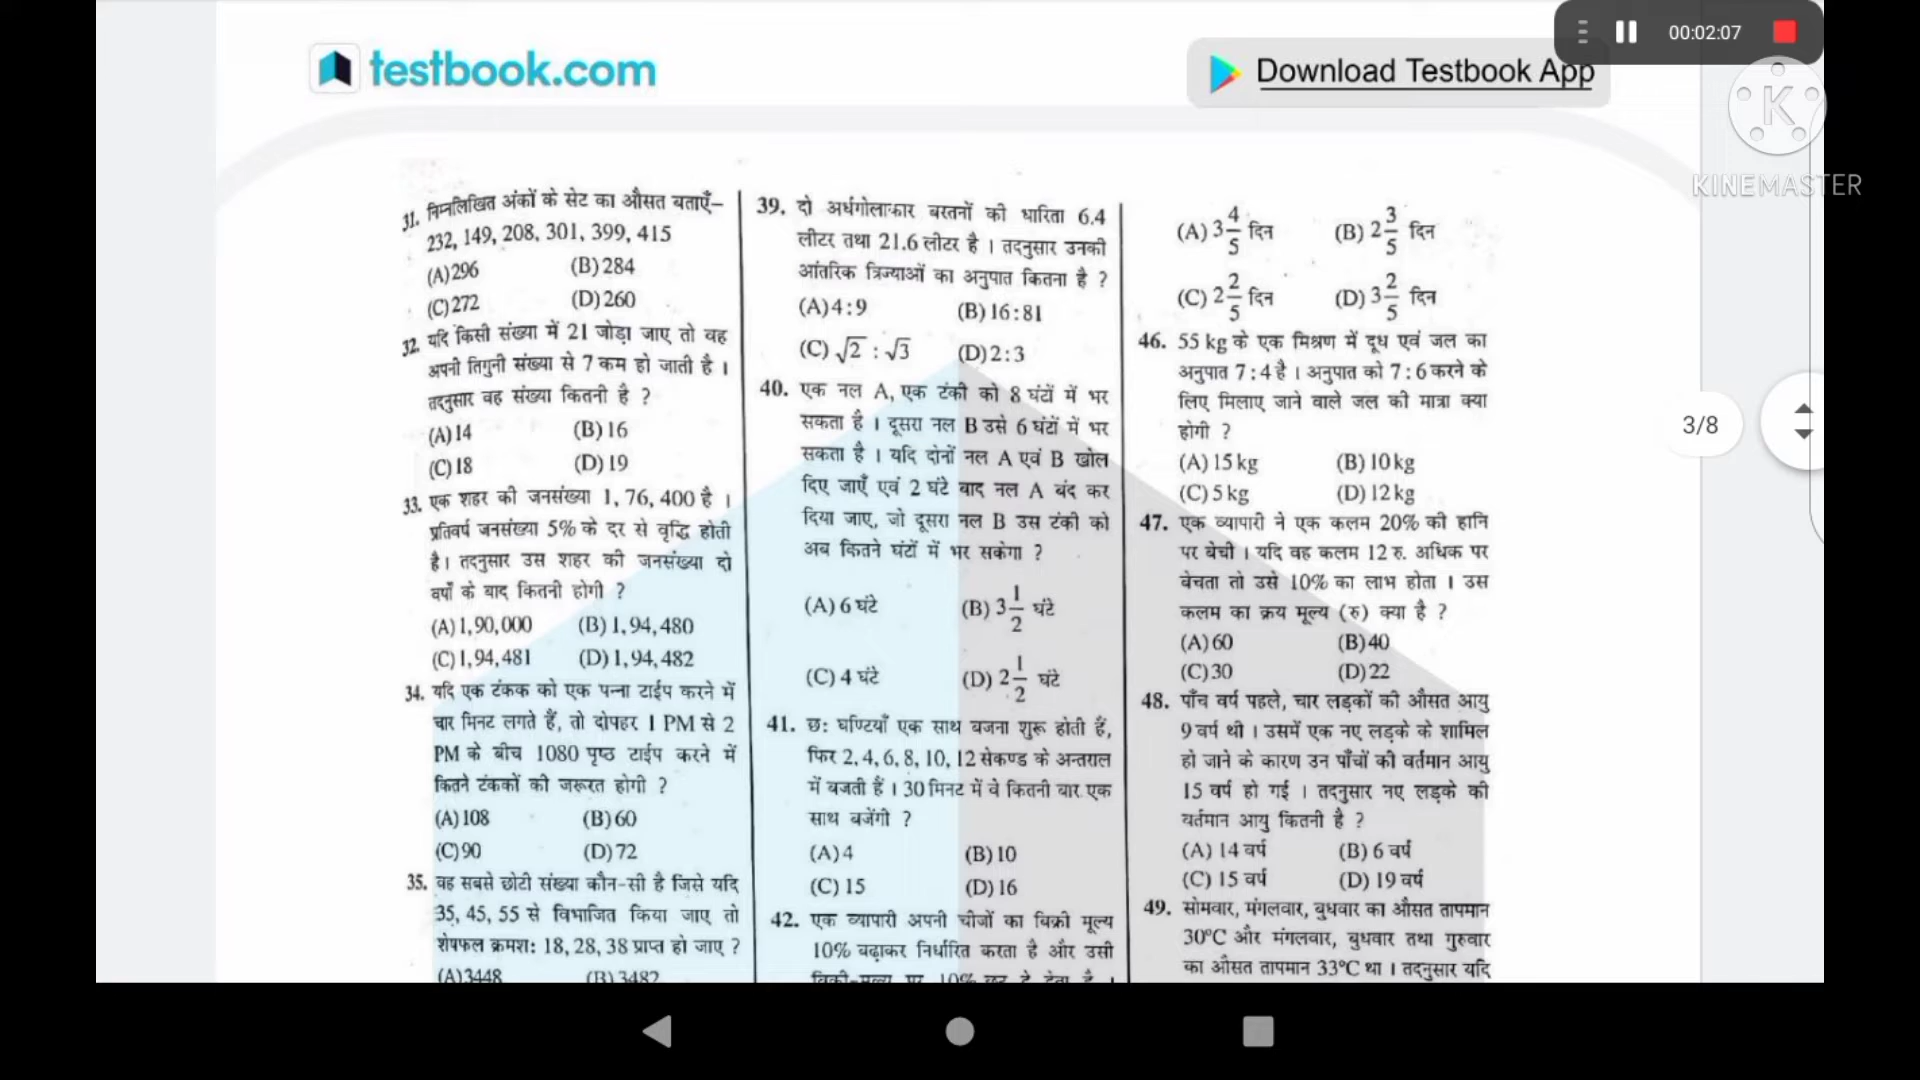 testbook.com
Download Testbook App
00:02:07
K
KINEMASTER
3/8
31. निम्नलिखित अंकों के सेट का औसत बताएँ–
232, 149, 208, 301, 399, 415
(A) 296 (B) 284
(C) 272 (D) 260
32. यदि किसी संख्या में 21 जोड़ा जाए तो वह
अपनी तिगुनी संख्या से 7 कम हो जाती है ।
तद्नुसार वह संख्या कितनी है ?
(A) 14 (B) 16
(C) 18 (D) 19
33. एक शहर की जनसंख्या 1, 76, 400 है ।
प्रतिवर्ष जनसंख्या 5% के दर से वृद्धि होती
है। तदनुसार उस शहर की जनसंख्या दो
वर्षों के बाद कितनी होगी ?
(A) 1, 90, 000 (B) 1, 94, 480
(C) 1, 94, 481 (D) 1, 94, 482
34. यदि एक टंकक को एक पन्ना टाईप करने में
चार मिनट लगते हैं, तो दोपहर 1 PM से 2
PM के बीच 1080 पृष्ठ टाईप करने में
कितने टंककों की जरूरत होगी ?
(A) 108 (B) 60
(C) 90 (D) 72
35. वह सबसे छोटी संख्या कौन-सी है जिसे यदि
35, 45, 55 से विभाजित किया जाए तो
शेषफल क्रमश: 18, 28, 38 प्राप्त हो जाए ?
(A) 3448 (B) 3482
39. दो अर्धगोलाकार बरतनों की धारिता 6.4
लीटर तथा 21.6 लीटर है । तदनुसार उनकी
आंतरिक त्रिज्याओं का अनुपात कितना है ?
(A) 4 : 9 (B) 16 : 81
(C) √2 : √3 (D) 2 : 3
40. एक नल A, एक टंकी को 8 घंटों में भर
सकता है । दूसरा नल B उसे 6 घंटों में भर
सकता है । यदि दोनों नल A एवं B खोल
दिए जाएँ एवं 2 घंटे बाद नल A बंद कर
दिया जाए, जो दूसरा नल B उस टंकी को
अब कितने घंटों में भर सकेगा ?
(A) 6 घंटे (B) 3 1/2 घंटे
(C) 4 घंटे (D) 2 1/2 घंटे
41. छ: घण्टियाँ एक साथ बजना शुरू होती हैं,
फिर 2, 4, 6, 8, 10, 12 सेकण्ड के अन्तराल
में बजती हैं । 30 मिनट में वे कितनी बार एक
साथ बजेंगी ?
(A) 4 (B) 10
(C) 15 (D) 16
42. एक व्यापारी अपनी चीजों का बिक्री मूल्य
10% बढ़ाकर निर्धारित करता है और उसी
बिक्री-मूल्य पर 10% छूट दे देता है ।
(A) 3 4/5 दिन (B) 2 3/5 दिन
(C) 2 2/5 दिन (D) 3 2/5 दिन
46. 55 kg के एक मिश्रण में दूध एवं जल का
अनुपात 7 : 4 है । अनुपात को 7 : 6 करने के
लिए मिलाए जाने वाले जल की मात्रा क्या
होगी ?
(A) 15 kg (B) 10 kg
(C) 5 kg (D) 12 kg
47. एक व्यापारी ने एक कलम 20% की हानि
पर बेची । यदि वह कलम 12 रु. अधिक पर
बेचता तो उसे 10% का लाभ होता । उस
कलम का क्रय मूल्य (रु) क्या है ?
(A) 60 (B) 40
(C) 30 (D) 22
48. पाँच वर्ष पहले, चार लड़कों की औसत आयु
9 वर्ष थी । उसमें एक नए लड़के के शामिल
हो जाने के कारण उन पाँचों की वर्तमान आयु
15 वर्ष हो गई । तदनुसार नए लड़के की
वर्तमान आयु कितनी है ?
(A) 14 वर्ष (B) 6 वर्ष
(C) 15 वर्ष (D) 19 वर्ष
49. सोमवार, मंगलवार, बुधवार का औसत तापमान
30°C और मंगलवार, बुधवार तथा गुरुवार
का औसत तापमान 33°C था । तदनुसार यदि